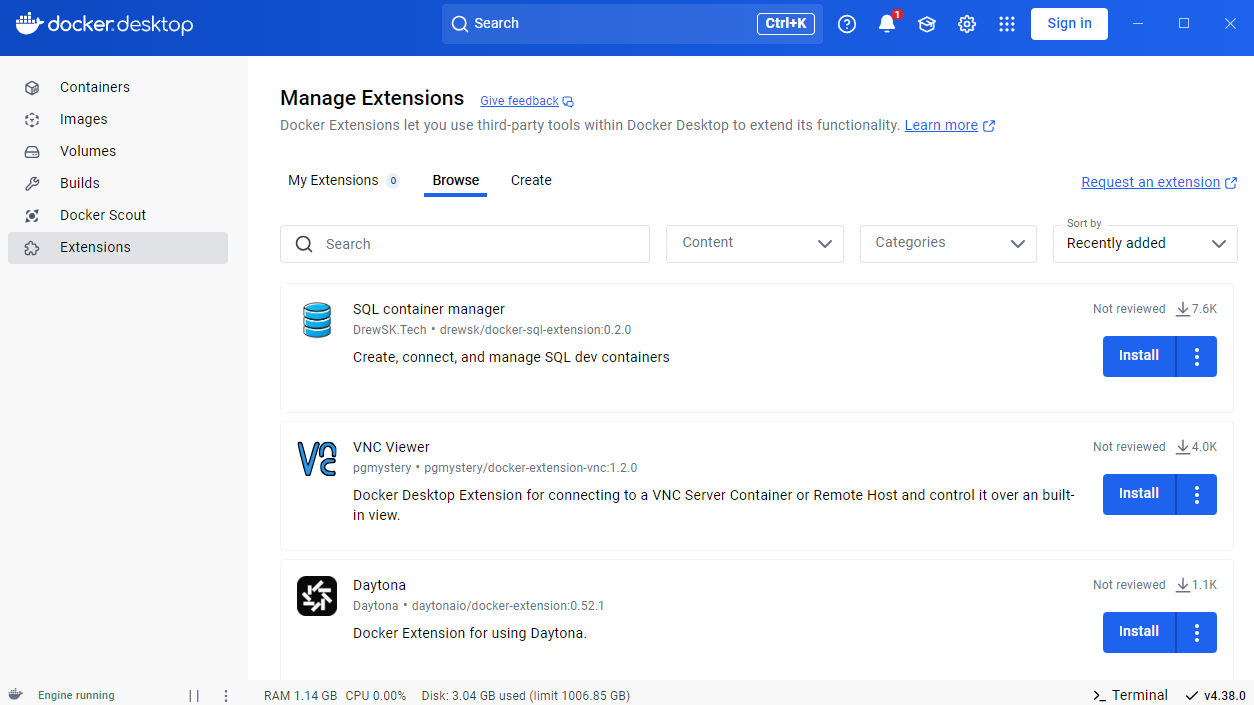 docker.desktop
Search
Ctrl+K
1
Sign in
Containers
Images
Volumes
Builds
Docker Scout
Extensions
Manage Extensions
Give feedback
Docker Extensions let you use third-party tools within Docker Desktop to extend its functionality. Learn more
My Extensions 0
Browse
Create
Request an extension
Search
Content
Categories
Sort by
Recently added
SQL container manager
DrewSK.Tech • drewsk/docker-sql-extension:0.2.0
Create, connect, and manage SQL dev containers
Not reviewed 7.6K
Install
VNC Viewer
pgmystery • pgmystery/docker-extension-vnc:1.2.0
Docker Desktop Extension for connecting to a VNC Server Container or Remote Host and control it over an built-
in view.
Not reviewed 4.0K
Install
Daytona
Daytona • daytonaio/docker-extension:0.52.1
Docker Extension for using Daytona.
Not reviewed 1.1K
Install
Engine running
RAM 1.14 GB CPU 0.00% Disk: 3.04 GB used (limit 1006.85 GB)
Terminal
v4.38.0